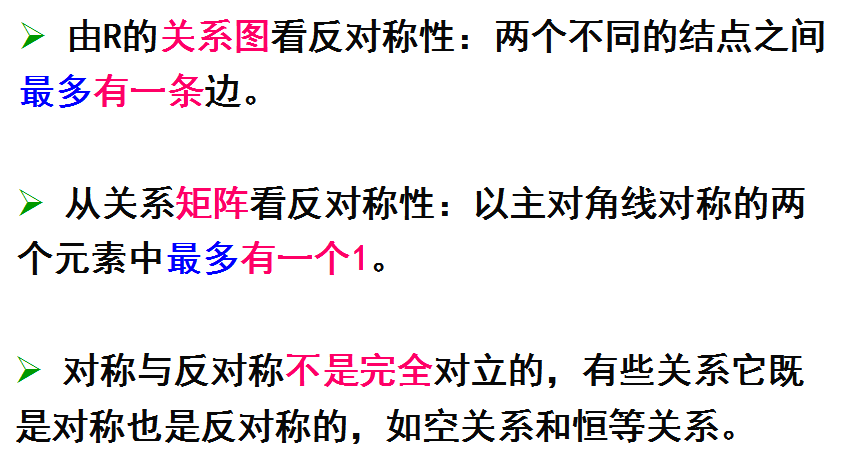 ➢ 由R的关系图看反对称性：两个不同的结点之间
最多有一条边。
➢ 从关系矩阵看反对称性：以主对角线对称的两
个元素中最多有一个1。
➢ 对称与反对称不是完全对立的，有些关系它既
是对称也是反对称的，如空关系和恒等关系。